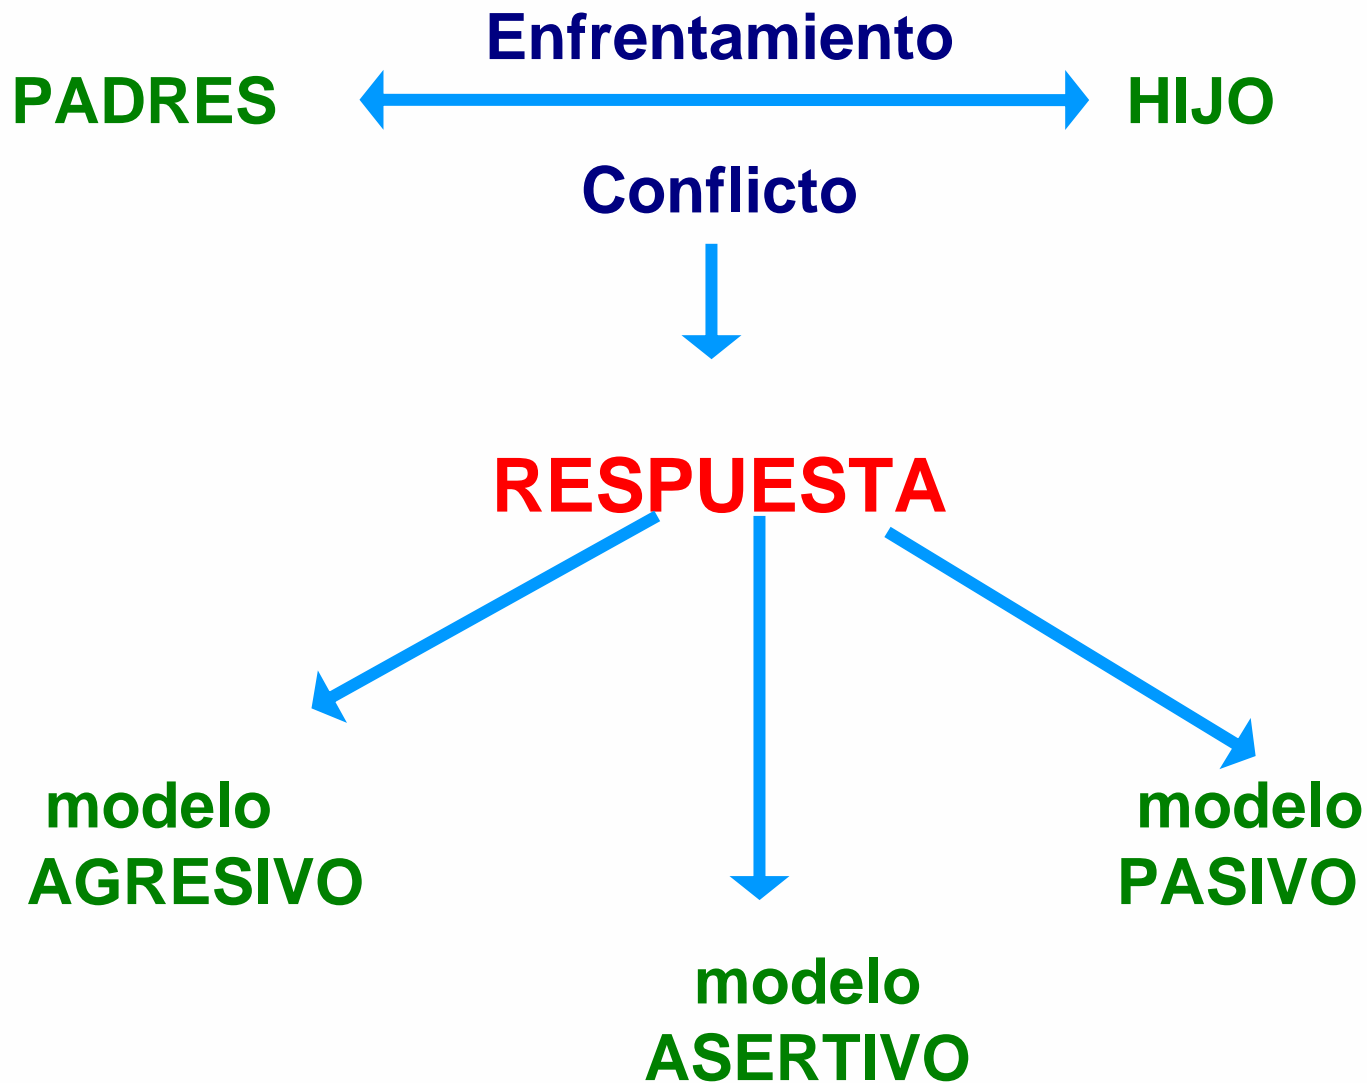 Enfrentamiento
PADRES
HIJO
Conflicto
RESPUESTA
modelo
AGRESIVO
modelo
PASIVO
modelo
ASERTIVO